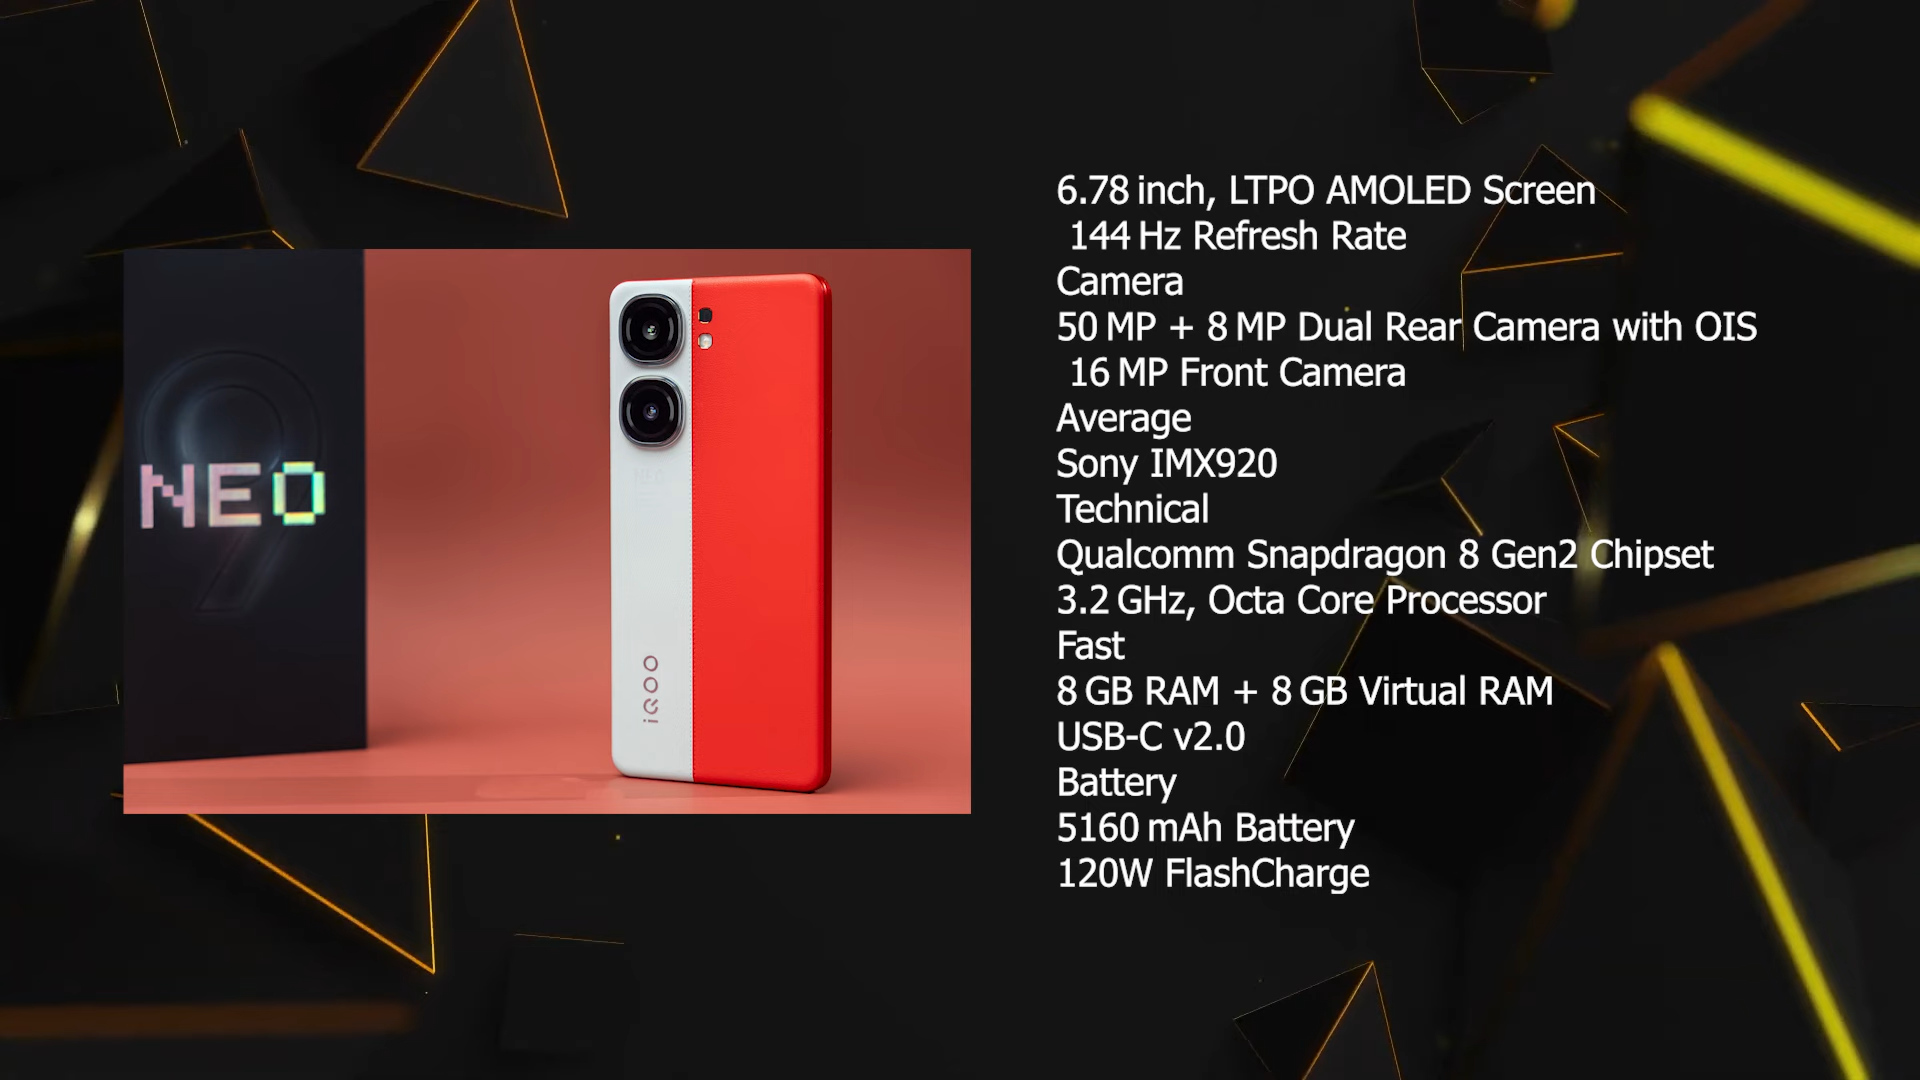 NEO
9
iQOO
6.78 inch, LTPO AMOLED Screen
144 Hz Refresh Rate
Camera
50 MP + 8 MP Dual Rear Camera with OIS
16 MP Front Camera
Average
Sony IMX920
Technical
Qualcomm Snapdragon 8 Gen2 Chipset
3.2 GHz, Octa Core Processor
Fast
8 GB RAM + 8 GB Virtual RAM
USB-C v2.0
Battery
5160 mAh Battery
120W FlashCharge